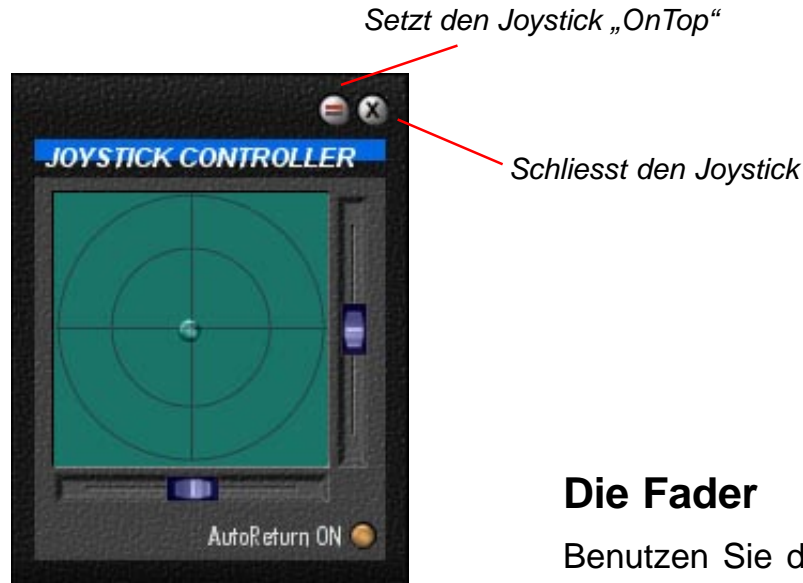 Setzt den Joystick „OnTop“
JOYSTICK CONTROLLER
Schliesst den Joystick
AutoReturn ON
Die Fader
Benutzen Sie d